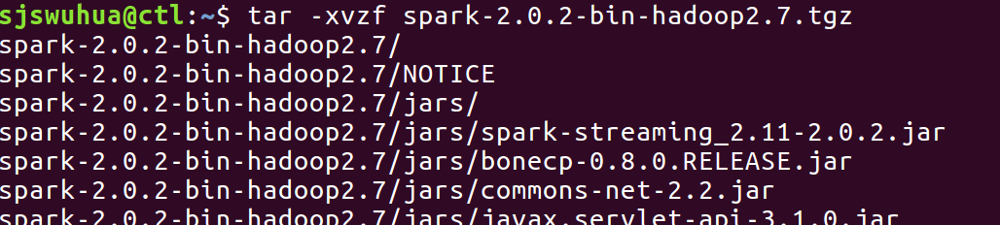 sjswuhua@ctl:~$ tar -xvzf spark-2.0.2-bin-hadoop2.7.tgz
spark-2.0.2-bin-hadoop2.7/
spark-2.0.2-bin-hadoop2.7/NOTICE
spark-2.0.2-bin-hadoop2.7/jars/
spark-2.0.2-bin-hadoop2.7/jars/spark-streaming_2.11-2.0.2.jar
spark-2.0.2-bin-hadoop2.7/jars/bonecp-0.8.0.RELEASE.jar
spark-2.0.2-bin-hadoop2.7/jars/commons-net-2.2.jar
spark-2.0.2-bin-hadoop2.7/jars/javax.servlet-api-3.1.0.jar